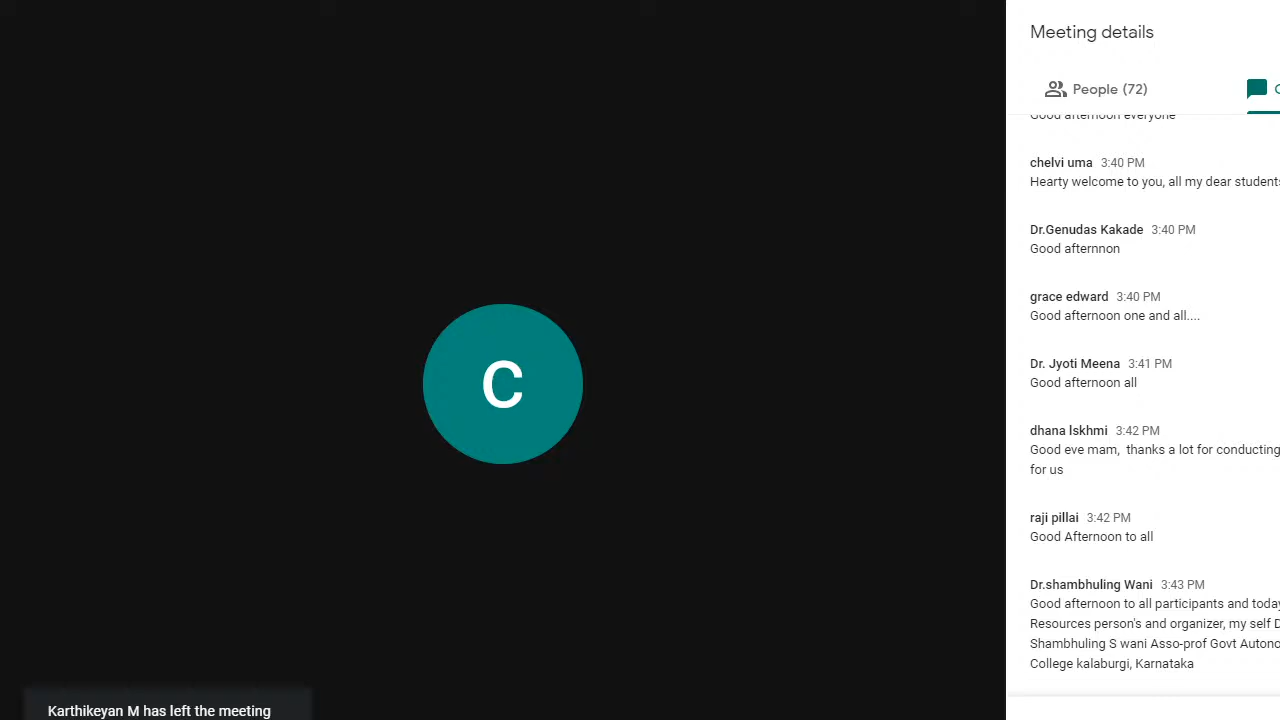 Meeting details
People (72)
Good afternoon everyone
chelvi uma 3:40 PM
Hearty welcome to you, all my dear students
Dr.Genudas Kakade 3:40 PM
Good afternnon
grace edward 3:40 PM
Good afternoon one and all....
Dr. Jyoti Meena 3:41 PM
Good afternoon all
dhana lskhmi 3:42 PM
Good eve mam, thanks a lot for conducting
for us
raji pillai 3:42 PM
Good Afternoon to all
Dr.shambhuling Wani 3:43 PM
Good afternoon to all participants and today
Resources person's and organizer, my self D
Shambhuling S wani Asso-prof Govt Autono
College kalaburgi, Karnataka
C
Karthikeyan M has left the meeting